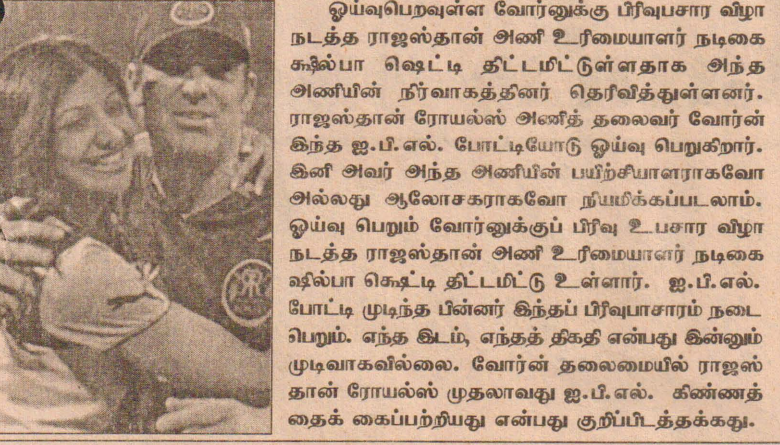 ஓய்வுபெறவுள்ள வோர்னுக்கு பிரிவுபசார விழா
நடத்த ராஜஸ்தான் அணி உரிமையாளர் நடிகை
க்ஷில்பா ஷெட்டி திட்டமிட்டுள்ளதாக அந்த
அணியின் நிர்வாகத்தினர் தெரிவித்துள்ளனர்.
ராஜஸ்தான் ரோயல்ஸ் அணித் தலைவர் வோர்ன்
இந்த ஐ.பி.எல். போட்டியோடு ஓய்வு பெறுகிறார்.
இனி அவர் அந்த அணியின் பயிற்சியாளராகவோ
அல்லது ஆலோசகராகவோ நியமிக்கப்படலாம்.
ஓய்வு பெறும் வோர்னுக்குப் பிரிவு உபசார விழா
நடத்த ராஜஸ்தான் அணி உரிமையாளர் நடிகை
ஷில்பா செஷட்டி திட்டமிட்டு உள்ளார். ஐ.பி.எல்.
போட்டி முடிந்த பின்னர் இந்தப் பிரிவுபாசாரம் நடை
பெறும். எந்த இடம், எந்தத் திகதி என்பது இன்னும்
முடிவாகவில்லை. வோர்ன் தலைமையில் ராஜஸ்
தான் ரோயல்ஸ் முதலாவது ஐ.பி.எல். கிண்ணத்
தைக் கைப்பற்றியது என்பது குறிப்பிடத்தக்கது.